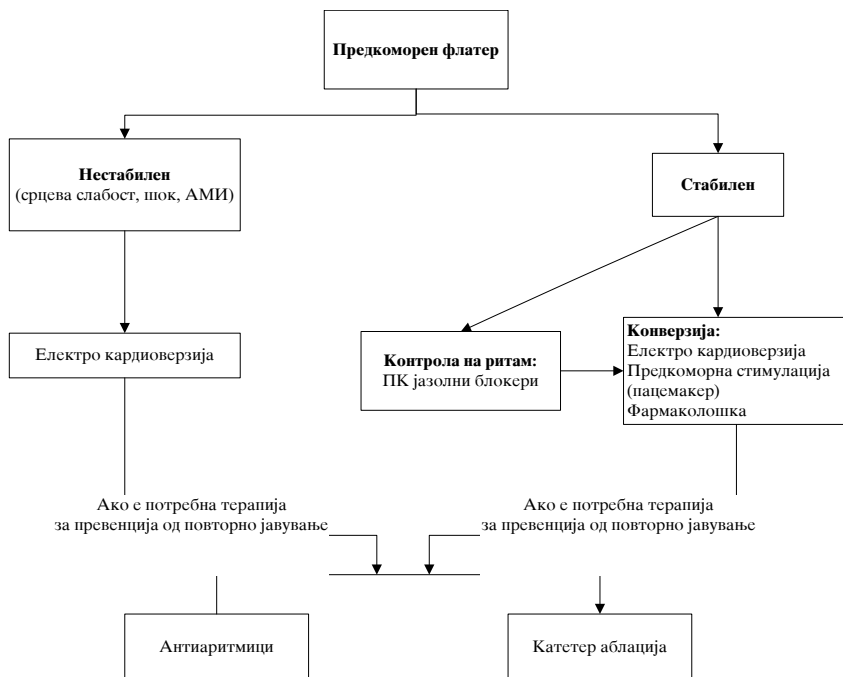 Предкоморен флатер
Нестабилен
(срцева слабост, шок, АМИ)
Стабилен
Електро кардиоверзија
Контрола на ритам:
ПК јазолни блокери
Конверзија:
Електро кардиоверзија
Предкоморна стимулација
(пацемакер)
Фармаколошка
Ако е потребна терапија
за превенција од повторно јавување
Ако е потребна терапија
за превенција од повторно јавување
Антиаритмици
Катетер аблација